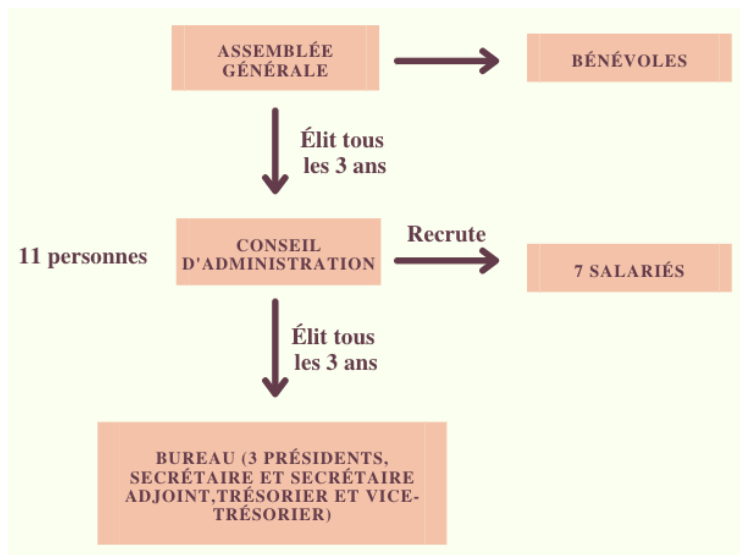 ASSEMBLÉE
GÉNÉRALE
BÉNÉVOLES
Élit tous
les 3 ans
11 personnes
CONSEIL
D'ADMINISTRATION
Recrute
7 SALARIÉS
Élit tous
les 3 ans
BUREAU (3 PRÉSIDENTS,
SECRÉTAIRE ET SECRÉTAIRE
ADJOINT,TRÉSORIER ET VICE-
TRÉSORIER)